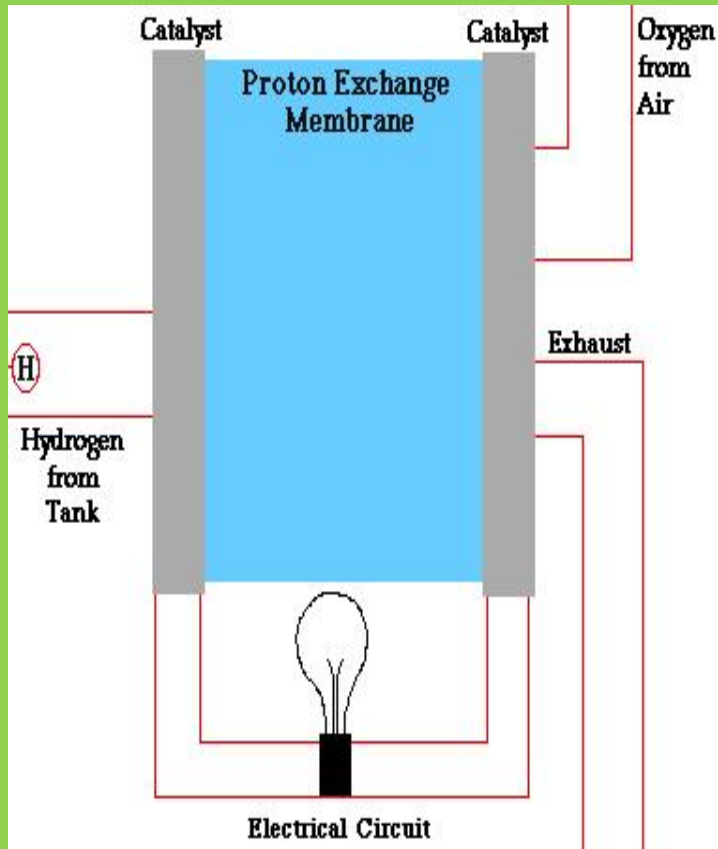 Catalyst
Catalyst
Oxygen
from
Air
Proton Exchange
Membrane
Exhaust
H
Hydrogen
from
Tank
Electrical Circuit